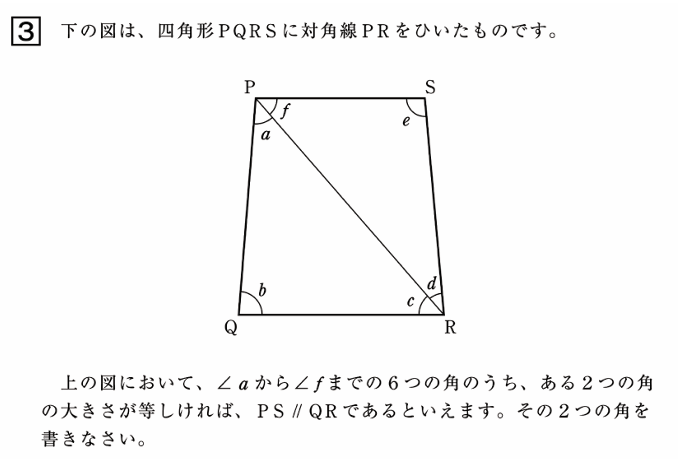 3 下の図は、四角形PQRSに対角線PRをひいたものです。
P S
f
a e
b d
c
Q R
上の図において、∠aから∠fまでの6つの角のうち、ある2つの角
の大きさが等しければ、PS∥QRであるといえます。その2つの角を
書きなさい。